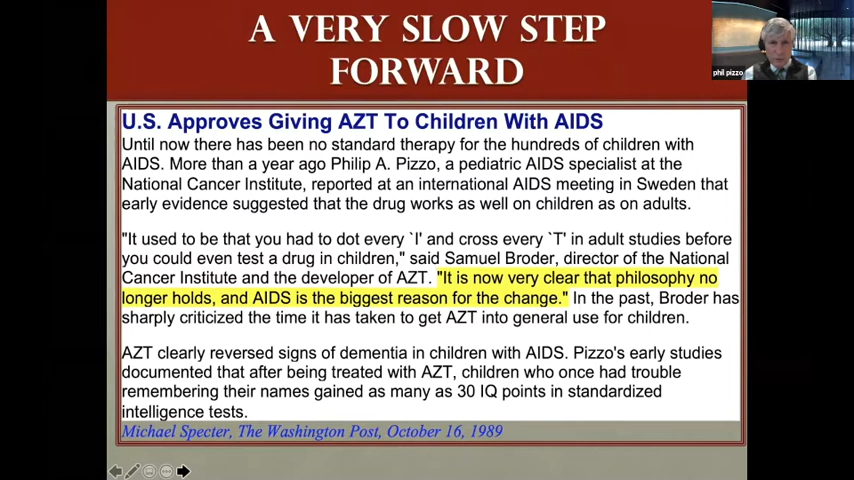 A VERY SLOW STEP
FORWARD
phil pizzo
U.S. Approves Giving AZT To Children With AIDS
Until now there has been no standard therapy for the hundreds of children with
AIDS. More than a year ago Philip A. Pizzo, a pediatric AIDS specialist at the
National Cancer Institute, reported at an international AIDS meeting in Sweden that
early evidence suggested that the drug works as well on children as on adults.
"It used to be that you had to dot every `I' and cross every `T' in adult studies before
you could even test a drug in children," said Samuel Broder, director of the National
Cancer Institute and the developer of AZT. "It is now very clear that philosophy no
longer holds, and AIDS is the biggest reason for the change." In the past, Broder has
sharply criticized the time it has taken to get AZT into general use for children.
AZT clearly reversed signs of dementia in children with AIDS. Pizzo's early studies
documented that after being treated with AZT, children who once had trouble
remembering their names gained as many as 30 IQ points in standardized
intelligence tests.
Michael Specter, The Washington Post, October 16, 1989